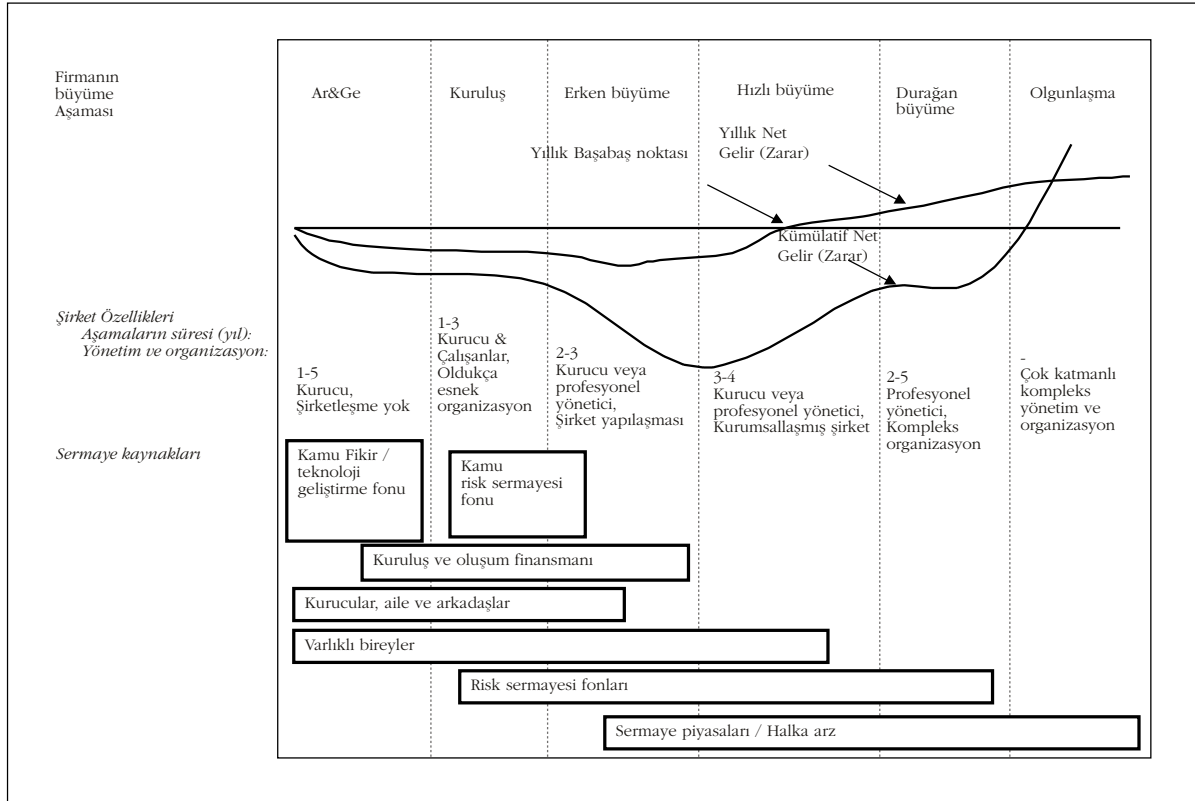 Firmanın
büyüme
Aşaması
Ar&Ge
Kuruluş
Erken büyüme
Hızlı büyüme
Durağan
büyüme
Olgunlaşma
Yıllık Başabaş noktası
Yıllık Net
Gelir (Zarar)
Kümülatif Net
Gelir (Zarar)
Şirket Özellikleri
Aşamaların süresi (yıl):
Yönetim ve organizasyon:
1-5
Kurucu,
Şirketleşme yok
1-3
Kurucu &
Çalışanlar,
Oldukça
esnek
organizasyon
2-3
Kurucu veya
profesyonel
yönetici,
Şirket yapılaşması
3-4
Kurucu veya
profesyonel yönetici,
Kurumsallaşmış şirket
2-5
Profesyonel
yönetici,
Kompleks
organizasyon
-
Çok katmanlı
kompleks
yönetim ve
organizasyon
Sermaye kaynakları
Kamu Fikir /
teknoloji
geliştirme fonu
Kamu
risk sermayesi
fonu
Kuruluş ve oluşum finansmanı
Kurucular, aile ve arkadaşlar
Varlıklı bireyler
Risk sermayesi fonları
Sermaye piyasaları / Halka arz